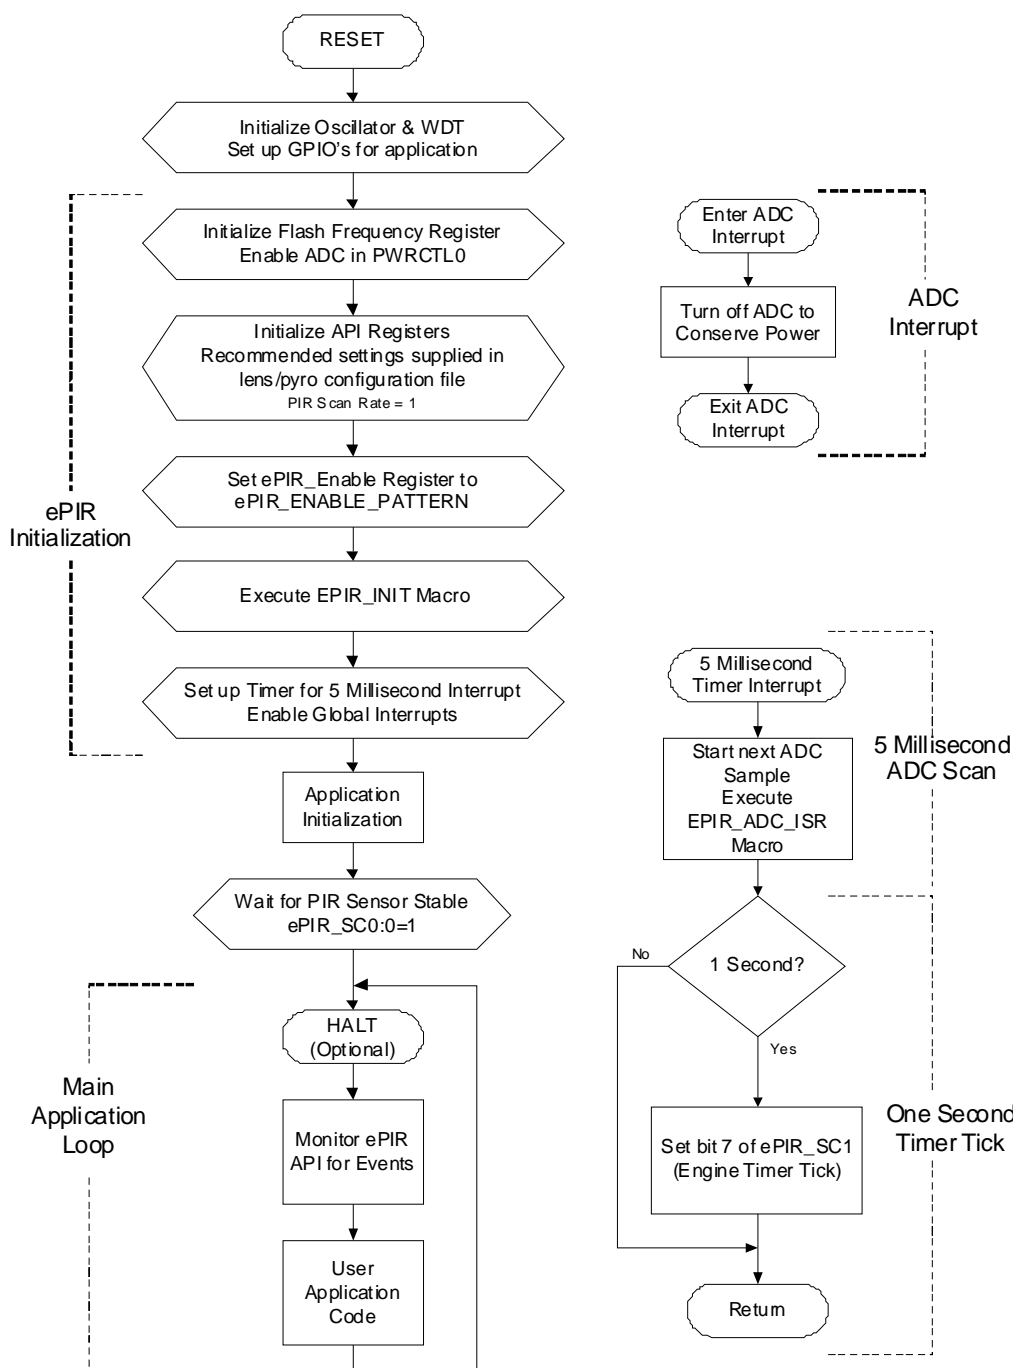 RESET
Initialize Oscillator & WDT
Set up GPIO's for application
Initialize Flash Frequency Register
Enable ADC in PWRCTL0
Initialize API Registers
Recommended settings supplied in
lens/pyro configuration file
PIR Scan Rate = 1
Set ePIR_Enable Register to
ePIR_ENABLE_PATTERN
ePIR
Initialization
Execute EPIR_INIT Macro
Set up Timer for 5 Millisecond Interrupt
Enable Global Interrupts
Application
Initialization
Wait for PIR Sensor Stable
ePIR_SC0:0=1
HALT
(Optional)
Main
Application
Loop
Monitor ePIR
API for Events
User
Application
Code
Enter ADC
Interrupt
Turn off ADC to
Conserve Power
Exit ADC
Interrupt
ADC
Interrupt
5 Millisecond
Timer Interrupt
Start next ADC
Sample
Execute
EPIR_ADC_ISR
Macro
5 Millisecond
ADC Scan
1 Second?
No
Yes
Set bit 7 of ePIR_SC1
(Engine Timer Tick)
One Second
Timer Tick
Return